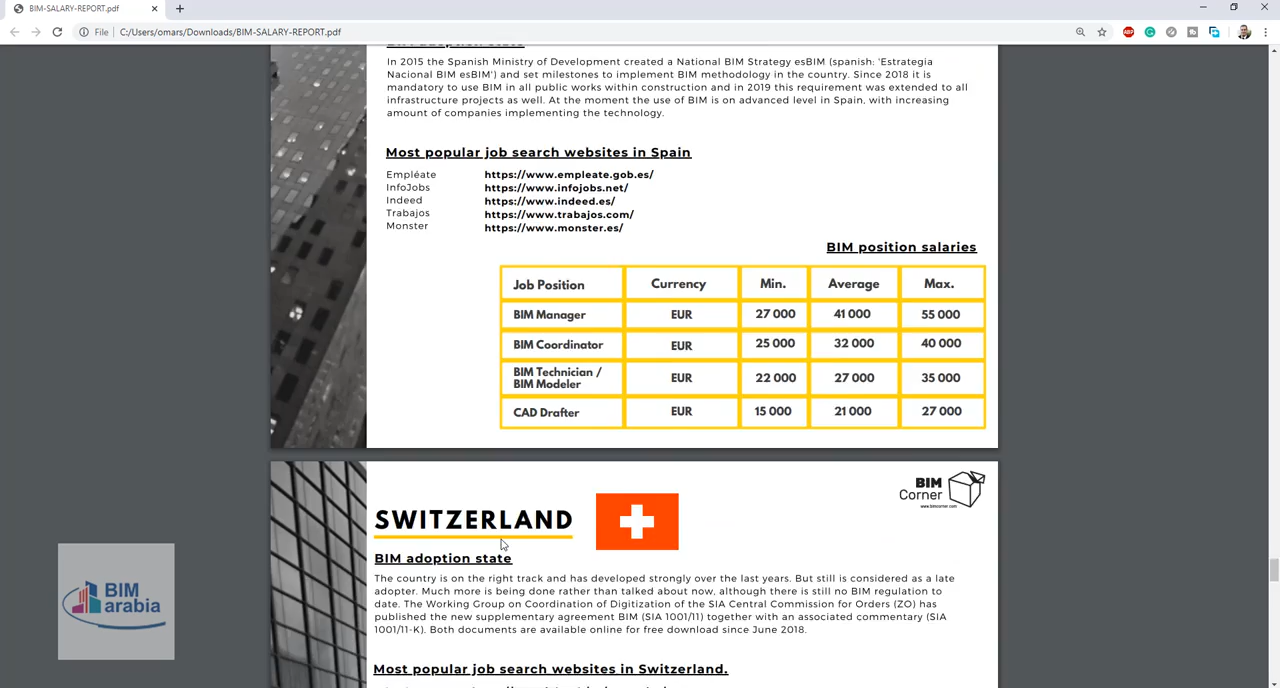 BIM-SALARY-REPORT.pdf
File
C:/Users/omars/Downloads/BIM-SALARY-REPORT.pdf
BIM adoption state
In 2015 the Spanish Ministry of Development created a National BIM Strategy esBIM (spanish: 'Estrategia
Nacional BIM esBIM') and set milestones to implement BIM methodology in the country. Since 2018 it is
mandatory to use BIM in all public works within construction and in 2019 this requirement was extended to all
infrastructure projects as well. At the moment the use of BIM is on advanced level in Spain, with increasing
amount of companies implementing the technology.
Most popular job search websites in Spain
Empléate https://www.empleate.gob.es/
InfoJobs https://www.infojobs.net/
Indeed https://www.indeed.es/
Trabajos https://www.trabajos.com/
Monster https://www.monster.es/
BIM position salaries
Job Position Currency Min. Average Max.
BIM Manager EUR 27 000 41 000 55 000
BIM Coordinator EUR 25 000 32 000 40 000
BIM Technician /
BIM Modeler EUR 22 000 27 000 35 000
CAD Drafter EUR 15 000 21 000 27 000
BIM
Corner
www.bimcorner.com
SWITZERLAND
BIM adoption state
The country is on the right track and has developed strongly over the last years. But still is considered as a late
adopter. Much more is being done rather than talked about now, although there is still no BIM regulation to
date. The Working Group on Coordination of Digitization of the SIA Central Commission for Orders (ZO) has
published the new supplementary agreement BIM (SIA 1001/11) together with an associated commentary (SIA
1001/11-K). Both documents are available online for free download since June 2018.
BIM
arabia
Most popular job search websites in Switzerland.